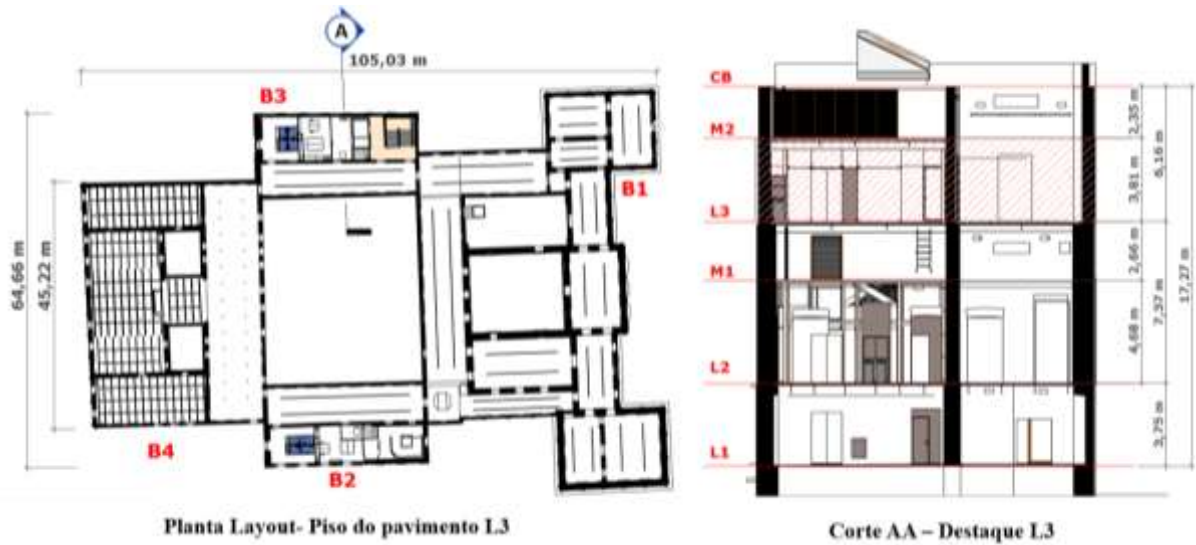 A
105,03 m
B3
B1
64,66 m
45,22 m
B4
B2
Planta Layout- Piso do pavimento L3
CB
M2
L3
M1
L2
L1
2,35 m
3,81 m
6,16 m
2,66 m
4,68 m
7,37 m
3,75 m
17,27 m
Corte AA – Destaque L3